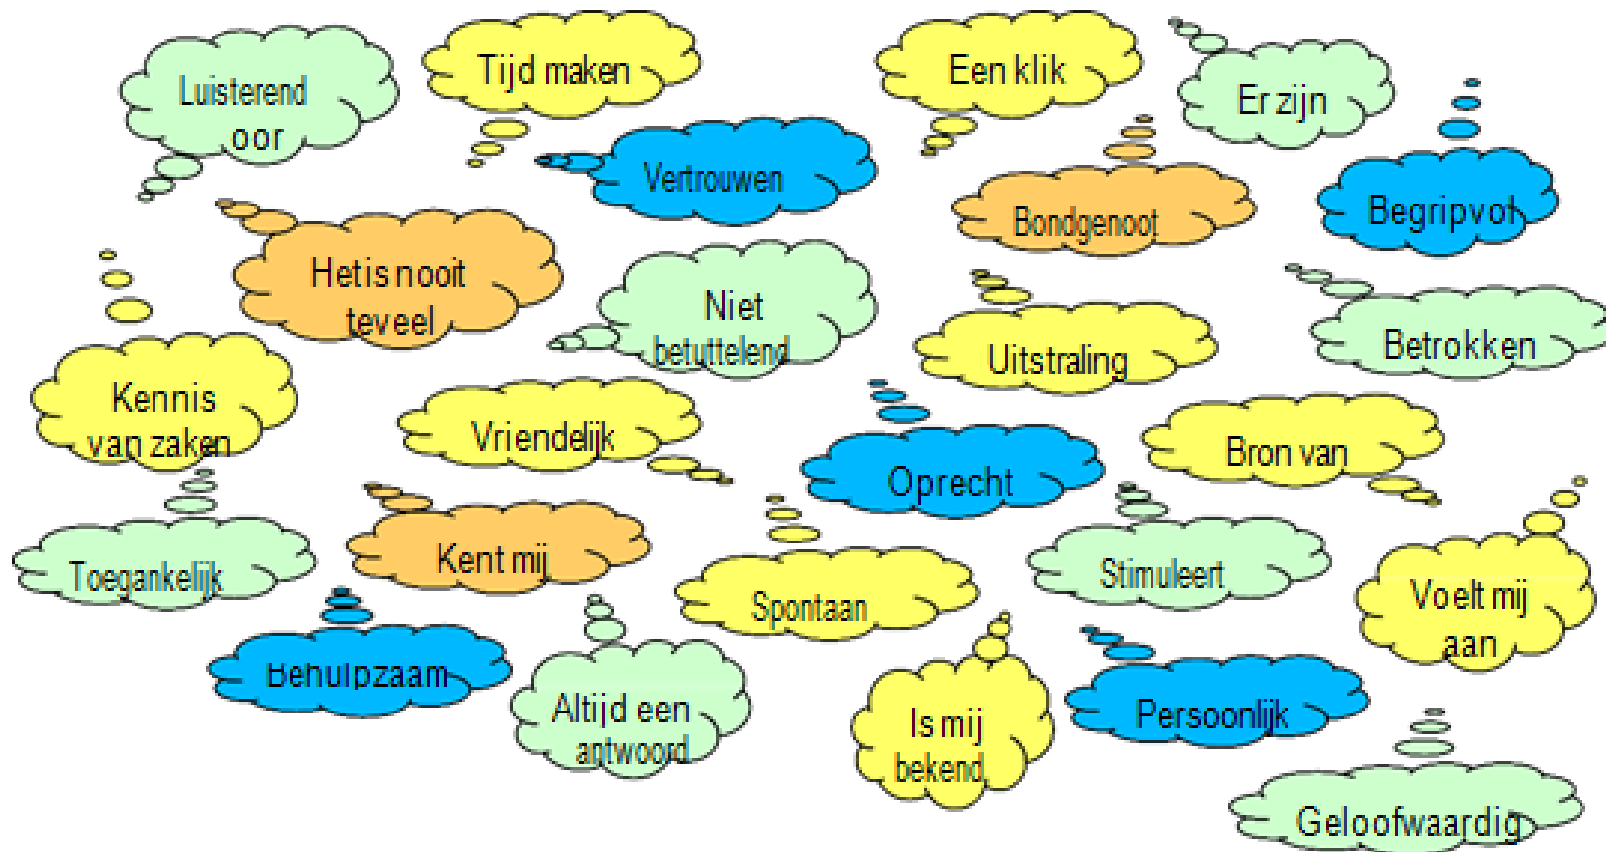 Luisterend
oor
Tijd maken
Een klik
Er zijn
Vertrouwen
Bondgenoot
Begripvol
Het is nooit
teveel
Niet
betuttelend
Uitstraling
Betrokken
Kennis
van zaken
Vriendelijk
Oprecht
Bron van
Toegankelijk
Kent mij
Spontaan
Stimuleert
Voelt mij
aan
Behulpzaam
Altijd een
antwoord
Is mij
bekend
Persoonlijk
Geloofwaardig